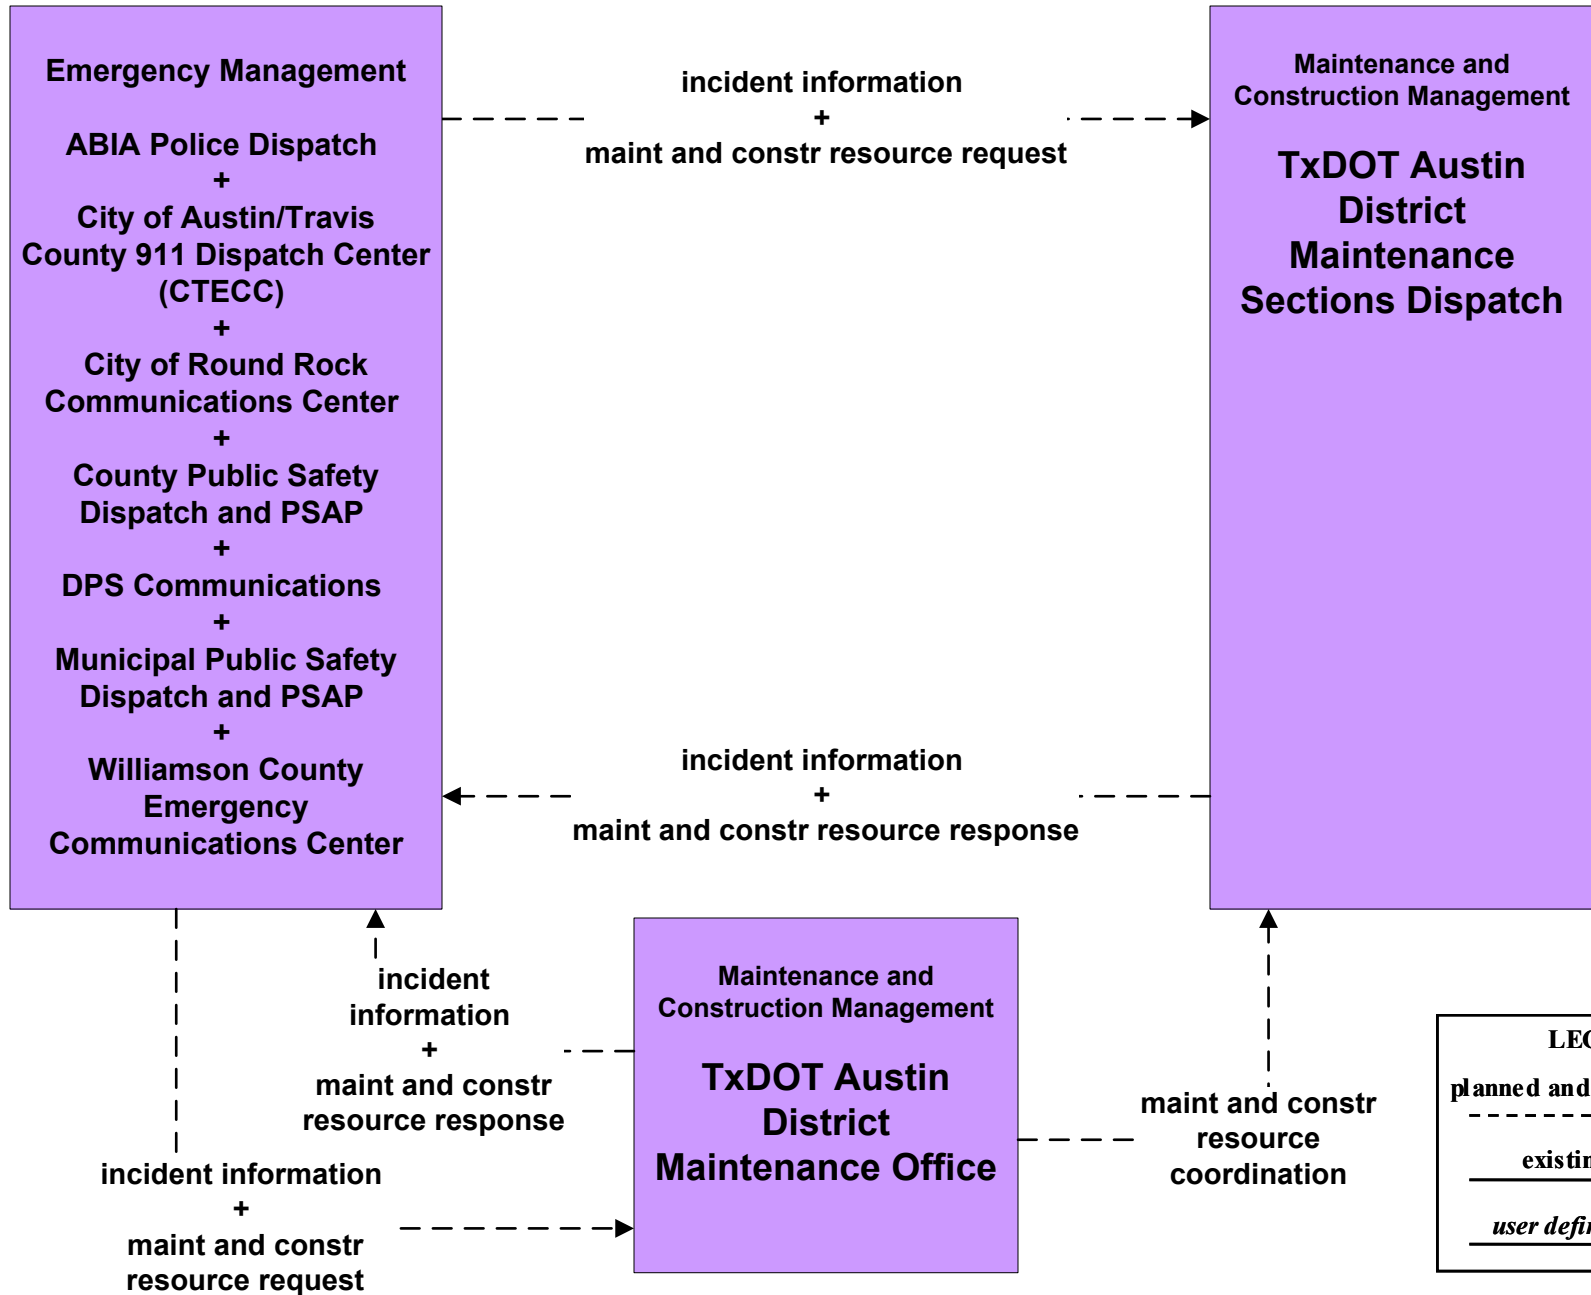 Emergency Management
ABIA Police Dispatch
+
City of Austin/Travis
County 911 Dispatch Center
(CTECC)
+
City of Round Rock
Communications Center
+
County Public Safety
Dispatch and PSAP
+
DPS Communications
+
Municipal Public Safety
Dispatch and PSAP
+
Williamson County
Emergency
Communications Center
incident information
+
maint and constr resource request
Maintenance and
Construction Management
TxDOT Austin
District
Maintenance
Sections Dispatch
incident information
+
maint and constr resource response
incident
information
+
maint and constr
resource response
incident information
+
maint and constr
resource request
Maintenance and
Construction Management
TxDOT Austin
District
Maintenance Office
maint and constr
resource
coordination
planned and
user